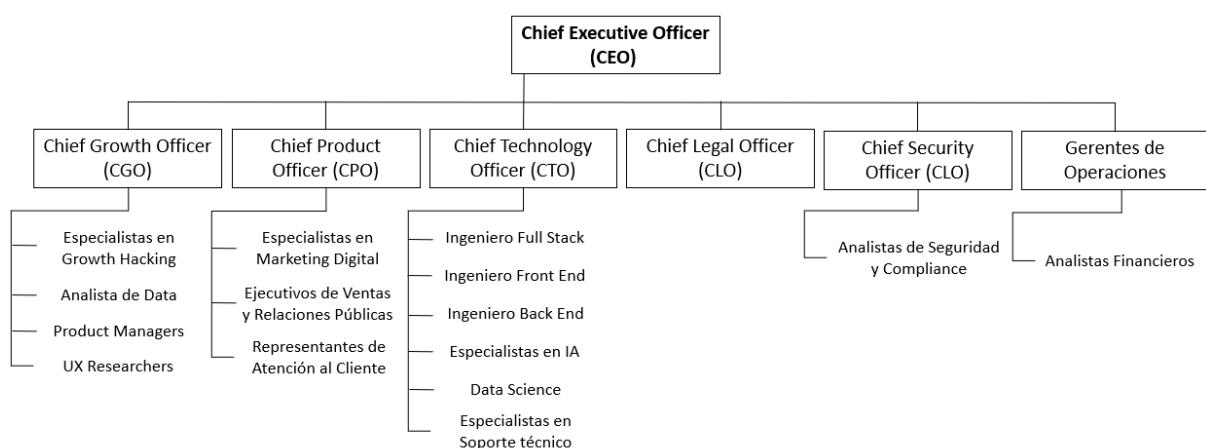 Chief Executive Officer
(CEO)
Chief Growth Officer
(CGO)
Chief Product
Officer (CPO)
Chief Technology
Officer (CTO)
Chief Legal Officer
(CLO)
Chief Security
Officer (CLO)
Gerentes de
Operaciones
Especialistas en
Growth Hacking
Analista de Data
Product Managers
UX Researchers
Especialistas en
Marketing Digital
Ejecutivos de Ventas
y Relaciones Públicas
Representantes de
Atención al Cliente
Ingeniero Full Stack
Ingeniero Front End
Ingeniero Back End
Especialistas en IA
Data Science
Especialistas en
Soporte técnico
Analistas de Seguridad
y Compliance
Analistas Financieros